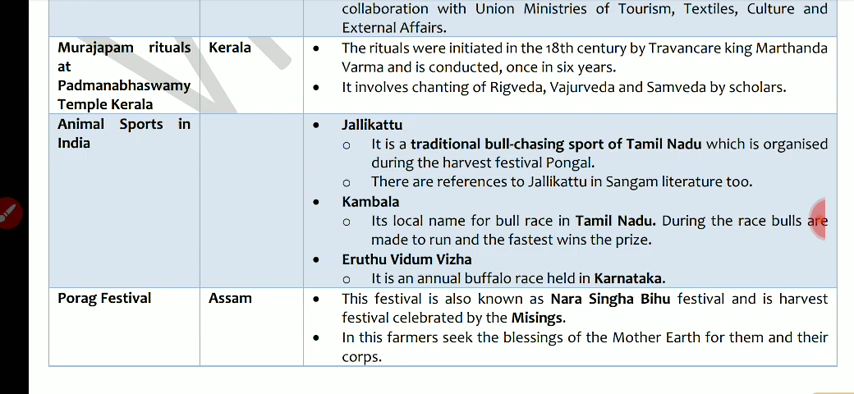 collaboration with Union Ministries of Tourism, Textiles, Culture and
External Affairs.
Murajapam rituals
at
Padmanabhaswamy
Temple Kerala
Kerala
• The rituals were initiated in the 18th century by Travancare king Marthanda
Varma and is conducted, once in six years.
• It involves chanting of Rigveda, Vajurveda and Samveda by scholars.
Animal Sports in
India
• Jallikattu
o It is a traditional bull-chasing sport of Tamil Nadu which is organised
during the harvest festival Pongal.
o There are references to Jallikattu in Sangam literature too.
• Kambala
o Its local name for bull race in Tamil Nadu. During the race bulls are
made to run and the fastest wins the prize.
• Eruthu Vidum Vizha
o It is an annual buffalo race held in Karnataka.
Porag Festival
Assam
• This festival is also known as Nara Singha Bihu festival and is harvest
festival celebrated by the Misings.
• In this farmers seek the blessings of the Mother Earth for them and their
corps.